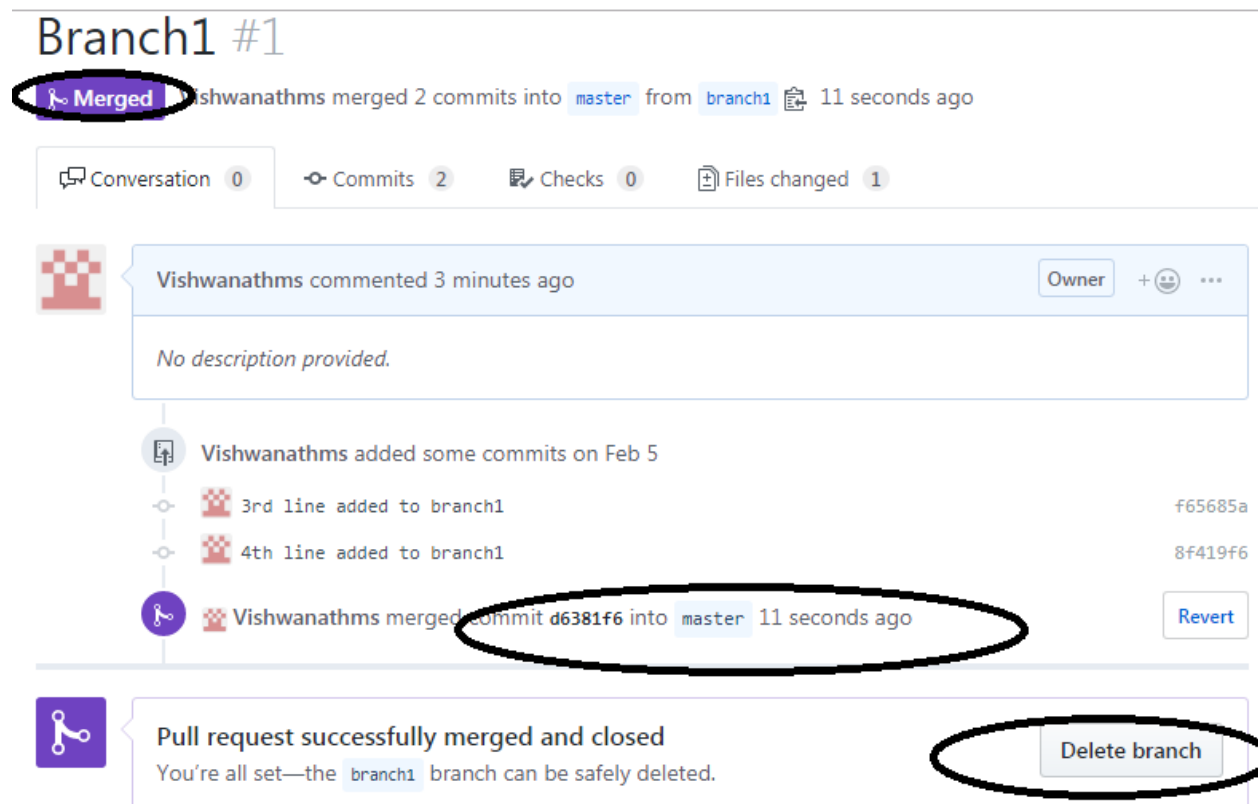 Branch1 #1
Merged Vishwanathms merged 2 commits into master from branch1 11 seconds ago
Conversation 0 Commits 2 Checks 0 Files changed 1
Vishwanathms commented 3 minutes ago Owner + ...
No description provided.
Vishwanathms added some commits on Feb 5
3rd line added to branch1 f65685a
4th line added to branch1 8f419f6
Vishwanathms merged commit d6381f6 into master 11 seconds ago Revert
Pull request successfully merged and closed
Delete branch
You're all set—the branch1 branch can be safely deleted.